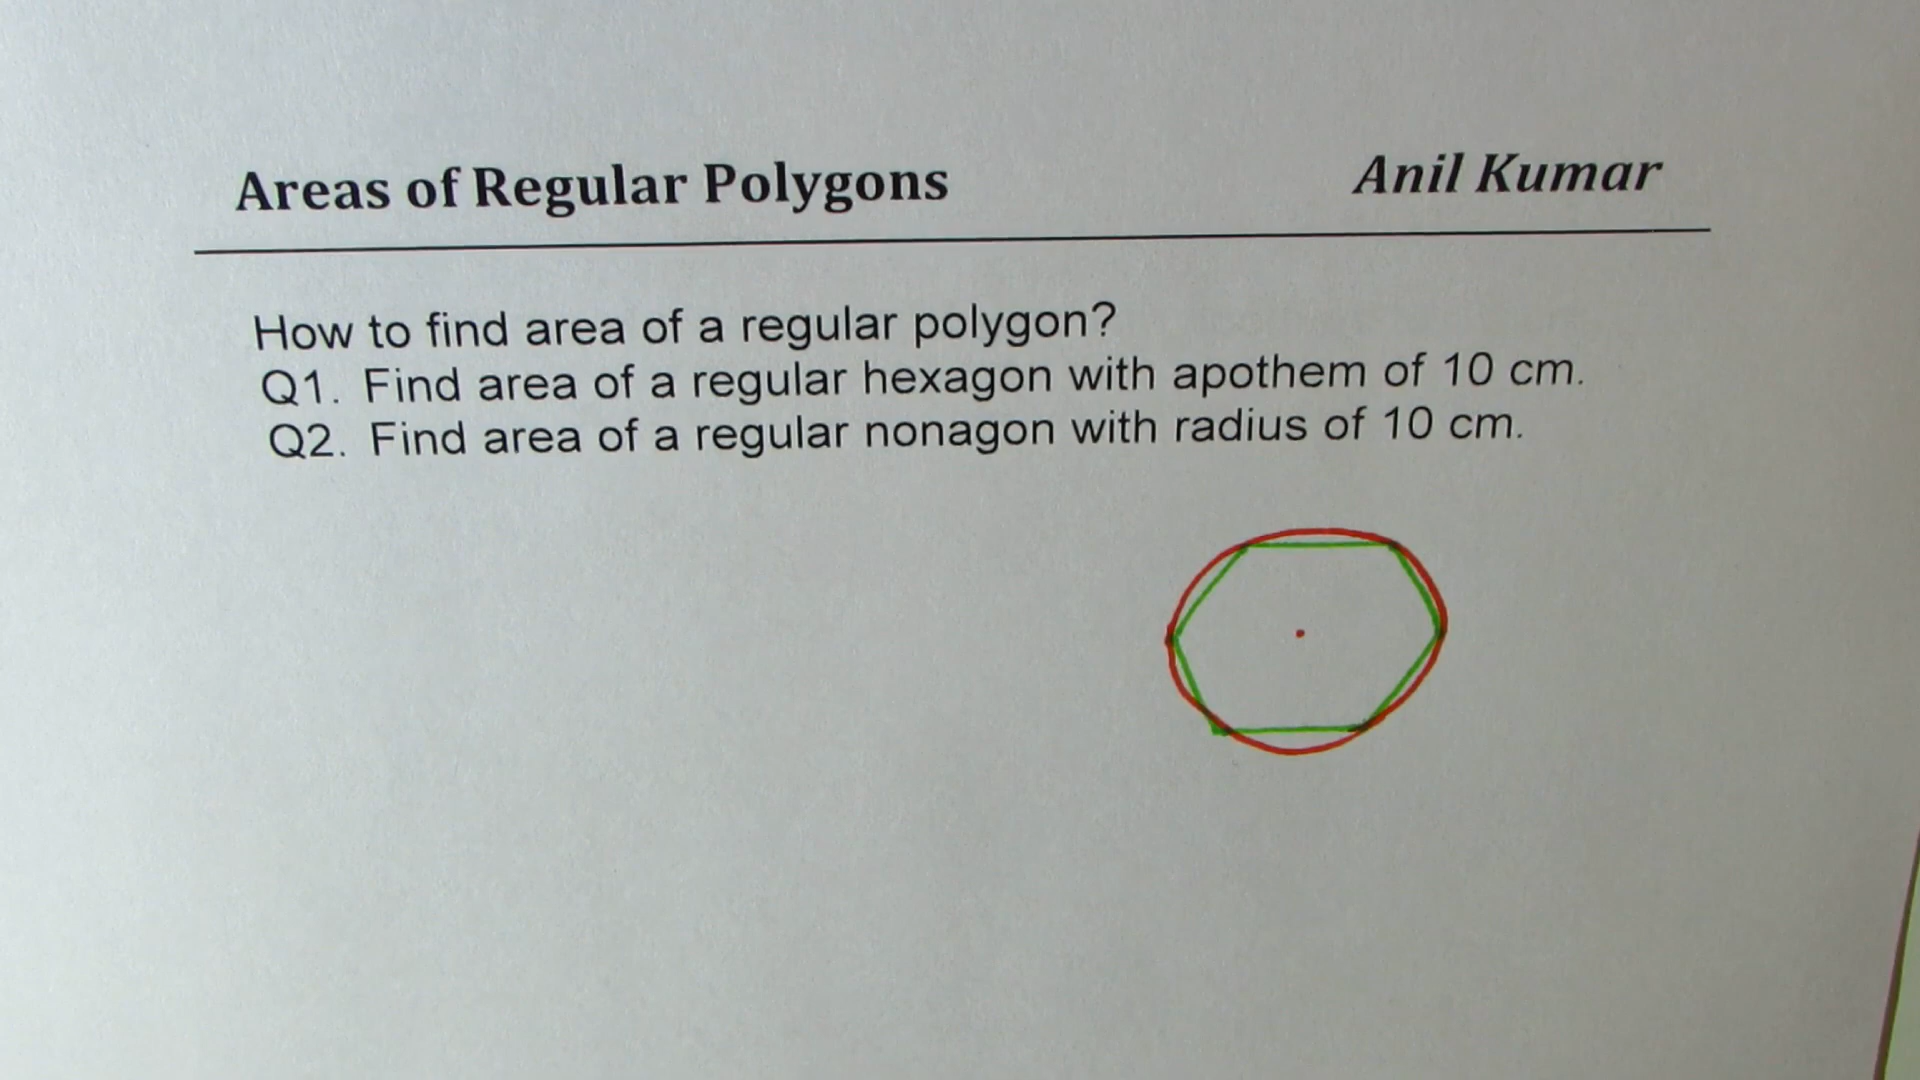 Areas of Regular Polygons Anil Kumar
How to find area of a regular polygon?
Q1. Find area of a regular hexagon with apothem of 10 cm.
Q2. Find area of a regular nonagon with radius of 10 cm.